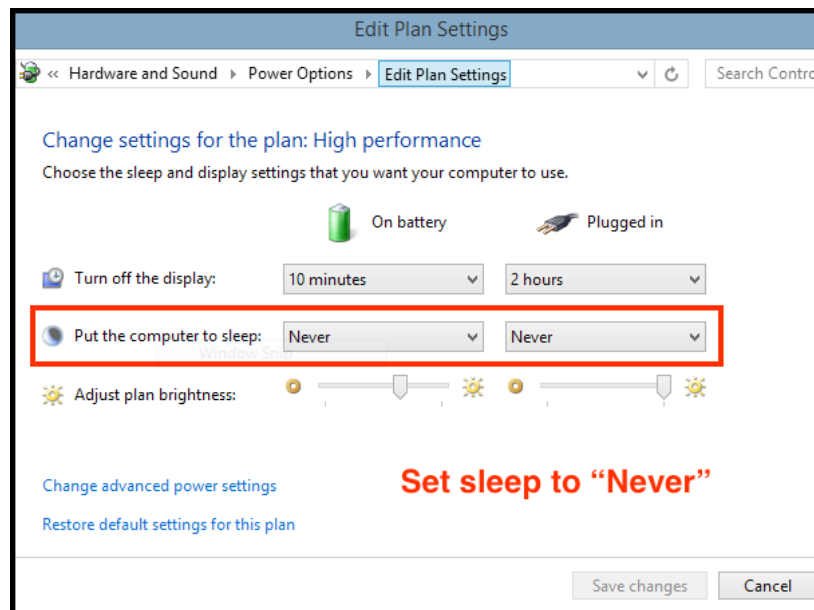 Edit Plan Settings
« Hardware and Sound Power Options Edit Plan Settings Search Contro
Change settings for the plan: High performance
Choose the sleep and display settings that you want your computer to use.
On battery Plugged in
Turn off the display: 10 minutes 2 hours
Put the computer to sleep: Never Never
Window Snip
Adjust plan brightness:
Set sleep to “Never”
Change advanced power settings
Restore default settings for this plan
Save changes Cancel